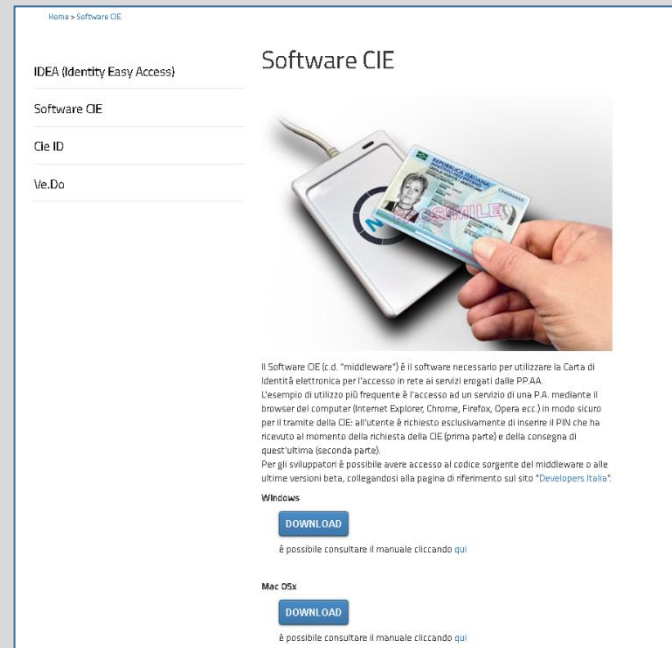 Home > Software CIE
IDEA (Identity Easy Access)
Software CIE
Cie ID
Ve.Do
Software CIE
REPUBBLICA ITALIANA
Il Software CIE (c.d. "middleware") è il software necessario per utilizzare la Carta di
Identità elettronica per l'accesso in rete ai servizi erogati dalle PP.AA.
L'esempio di utilizzo più frequente è l'accesso ad un servizio di una P.A. mediante il
browser del computer (Internet Explorer, Chrome, Firefox, Opera ecc.) in modo sicuro
per il tramite della CIE: all'utente è richiesto esclusivamente di inserire il PIN che ha
ricevuto al momento della richiesta della CIE (prima parte) e della consegna di
quest'ultima (seconda parte).
Per gli sviluppatori è possibile avere accesso al codice sorgente del middleware o alle
ultime versioni beta, collegandosi alla pagina di riferimento sul sito "Developers Italia".
Windows
DOWNLOAD
è possibile consultare il manuale cliccando qui
Mac OSx
DOWNLOAD
è possibile consultare il manuale cliccando qui